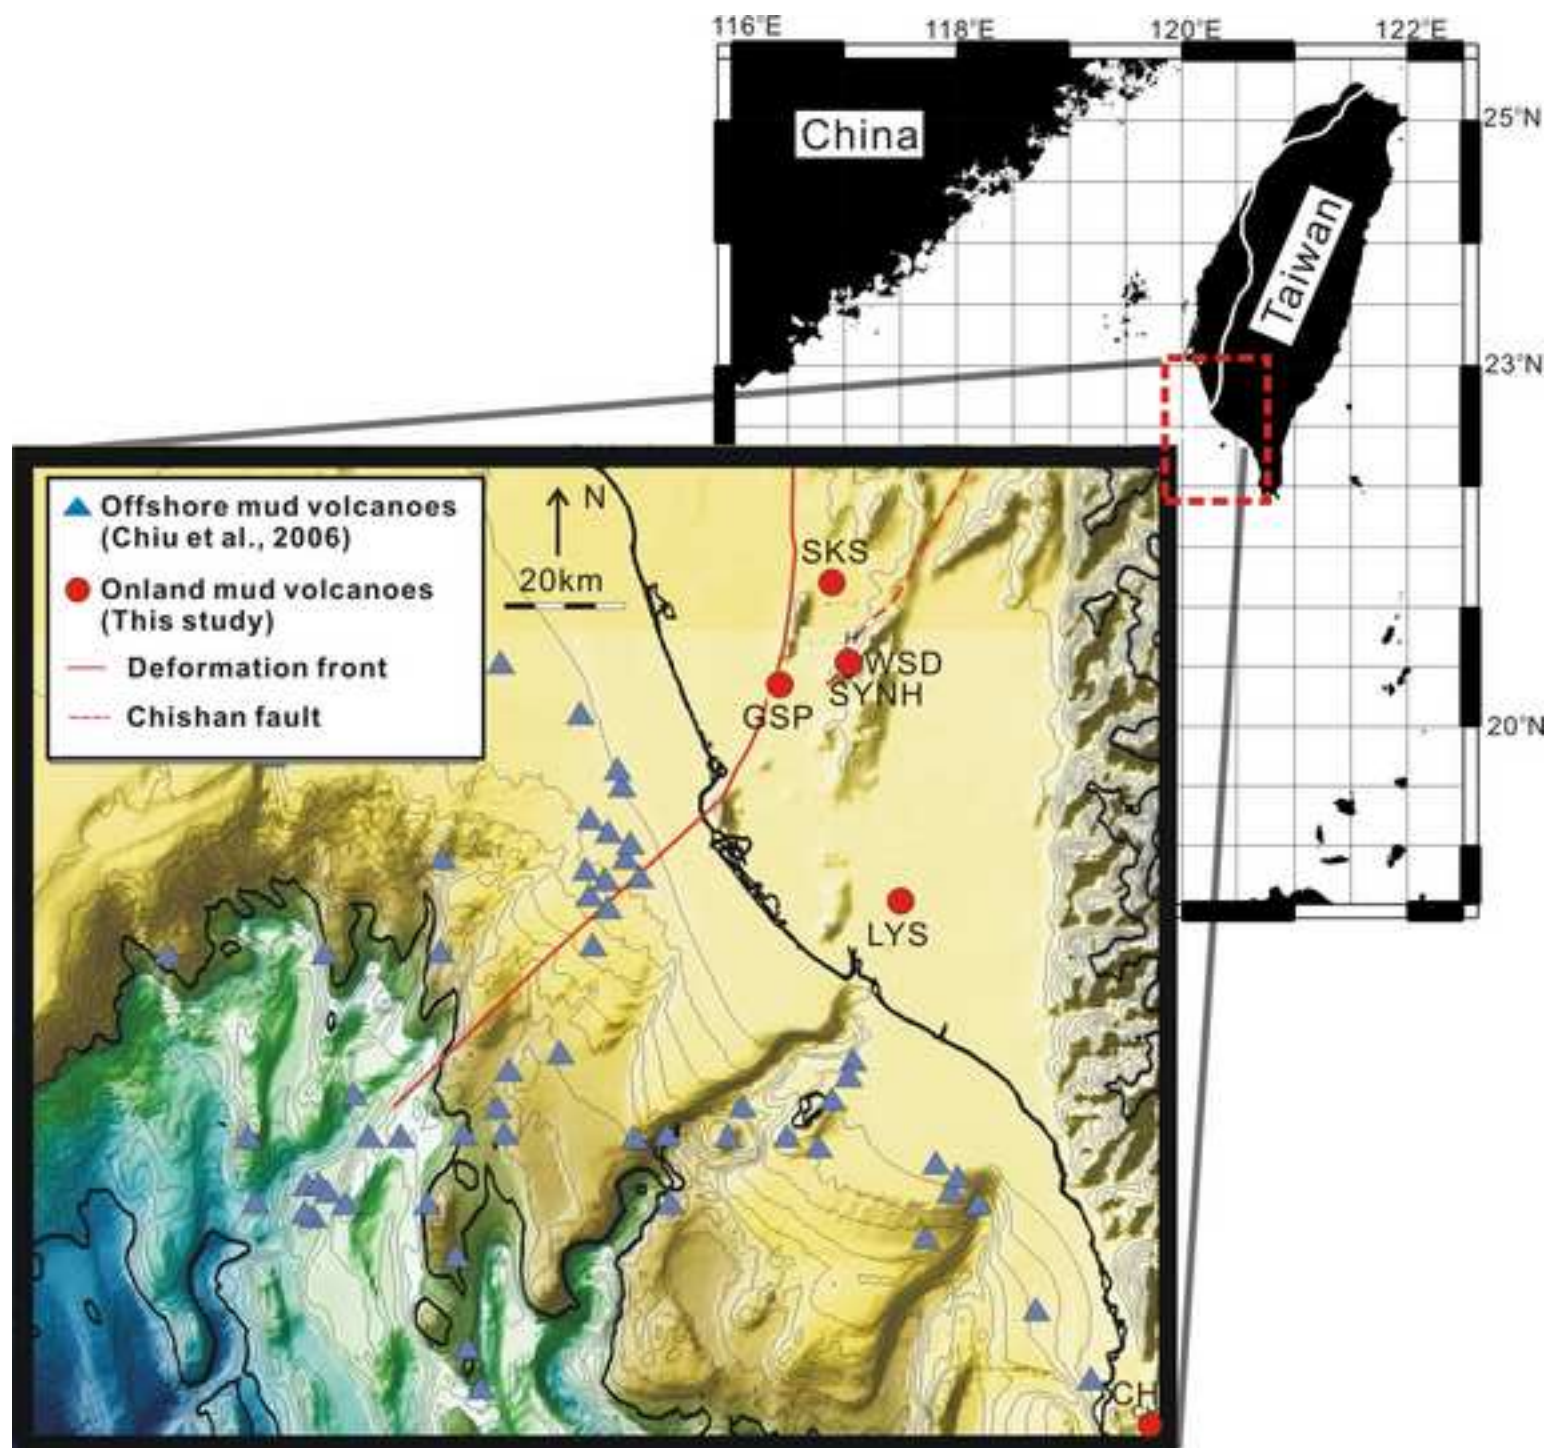 116°E 118°E 120°E 122°E
25°N
China
Taiwan
23°N
Offshore mud volcanoes
(Chiu et al., 2006)
N
20km
Onland mud volcanoes
(This study)
Deformation front
Chishan fault
SKS
WSD
SYNH
GSP
20°N
LYS
CH